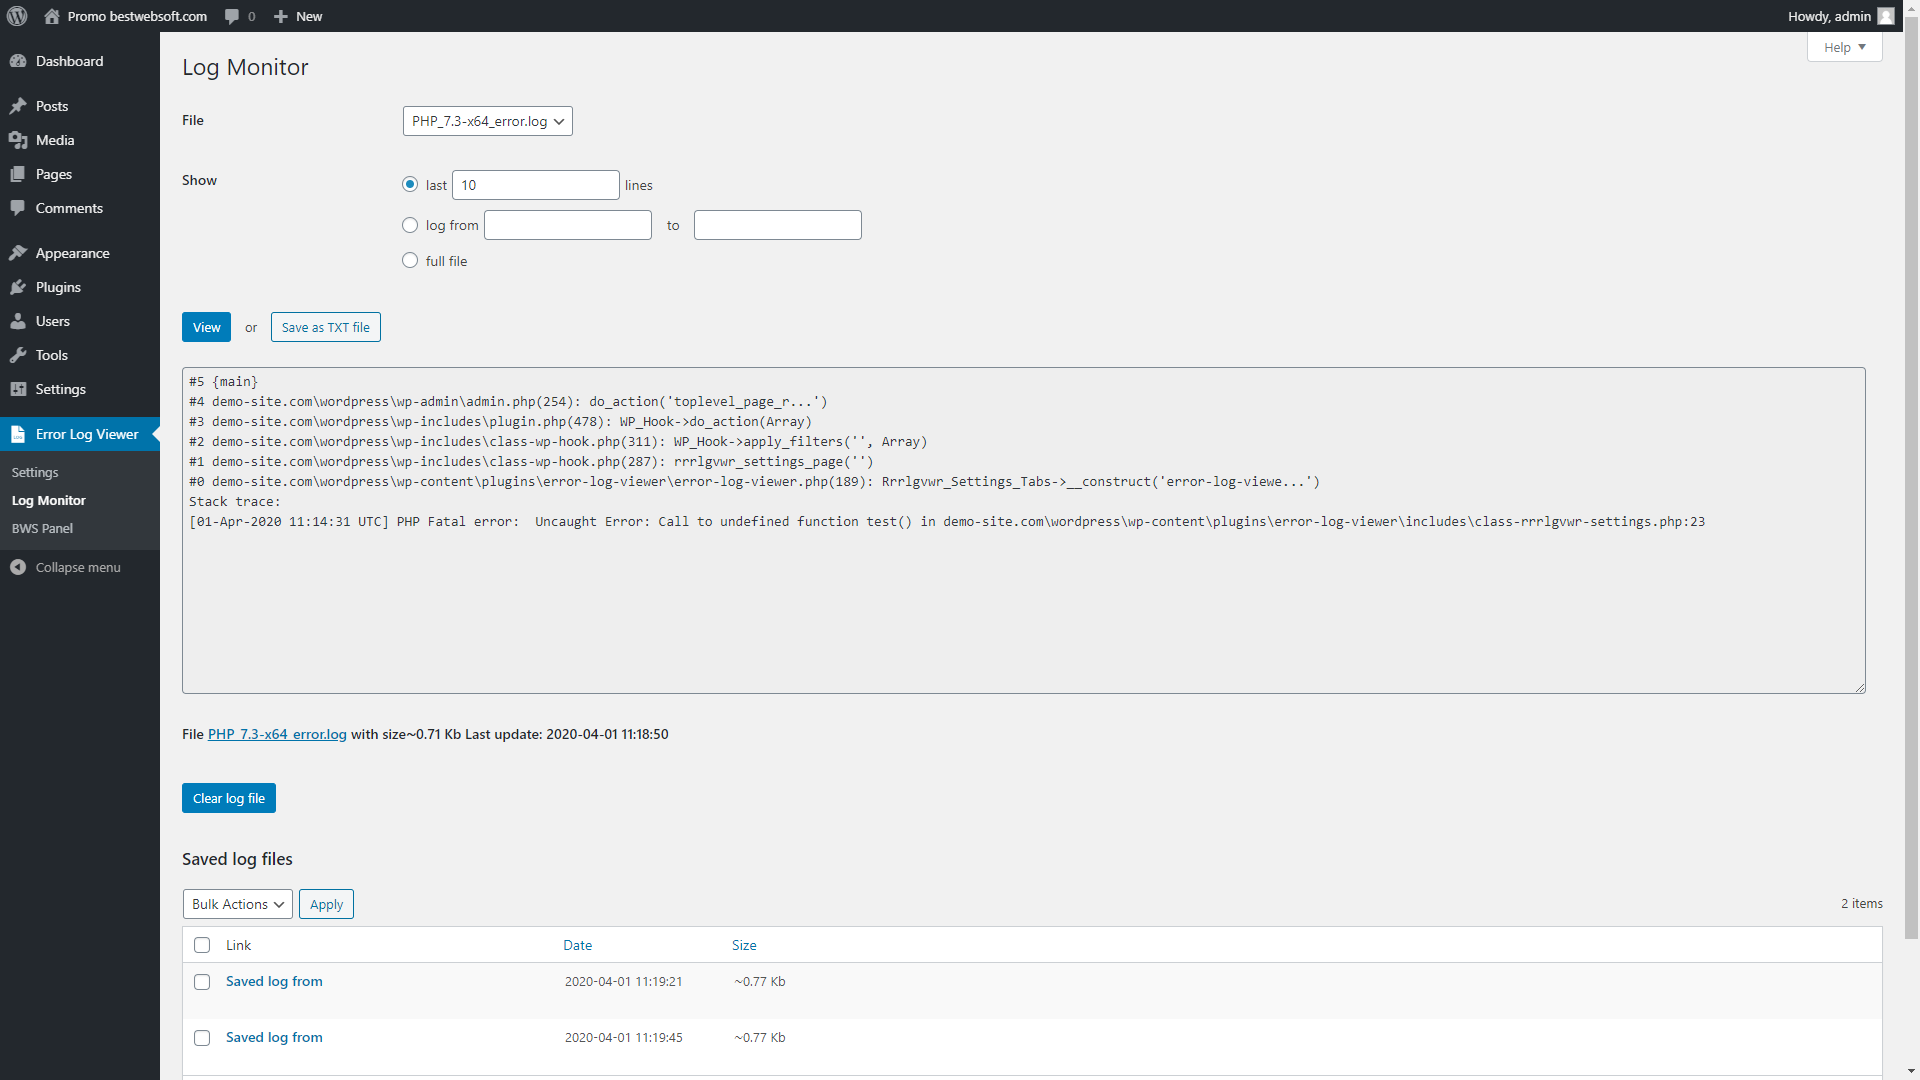 Promo bestwebsoft.com 0 New Howdy, admin
Help
Dashboard
Posts
Media
Pages
Comments
Appearance
Plugins
Users
Tools
Settings
Error Log Viewer
Settings
Log Monitor
BWS Panel
Collapse menu
Log Monitor
File PHP_7.3-x64_error.log
Show last 10 lines
log from to
full file
View or Save as TXT file
#5 {main}
#4 demo-site.com\wordpress\wp-admin\admin.php(254): do_action('toplevel_page_r...')
#3 demo-site.com\wordpress\wp-includes\plugin.php(478): WP_Hook->do_action(Array)
#2 demo-site.com\wordpress\wp-includes\class-wp-hook.php(311): WP_Hook->apply_filters('', Array)
#1 demo-site.com\wordpress\wp-includes\class-wp-hook.php(287): rrrlgvwr_settings_page('')
#0 demo-site.com\wordpress\wp-content\plugins\error-log-viewer\error-log-viewer.php(189): Rrrlgvwr_Settings_Tabs->__construct('error-log-viewe...')
Stack trace:
[01-Apr-2020 11:14:31 UTC] PHP Fatal error:  Uncaught Error: Call to undefined function test() in demo-site.com\wordpress\wp-content\plugins\error-log-viewer\includes\class-rrrlgvwr-settings.php:23
File PHP_7.3-x64_error.log with size~0.71 Kb Last update: 2020-04-01 11:18:50
Clear log file
Saved log files
Bulk Actions Apply 2 items
Link Date Size
Saved log from 2020-04-01 11:19:21 ~0.77 Kb
Saved log from 2020-04-01 11:19:45 ~0.77 Kb